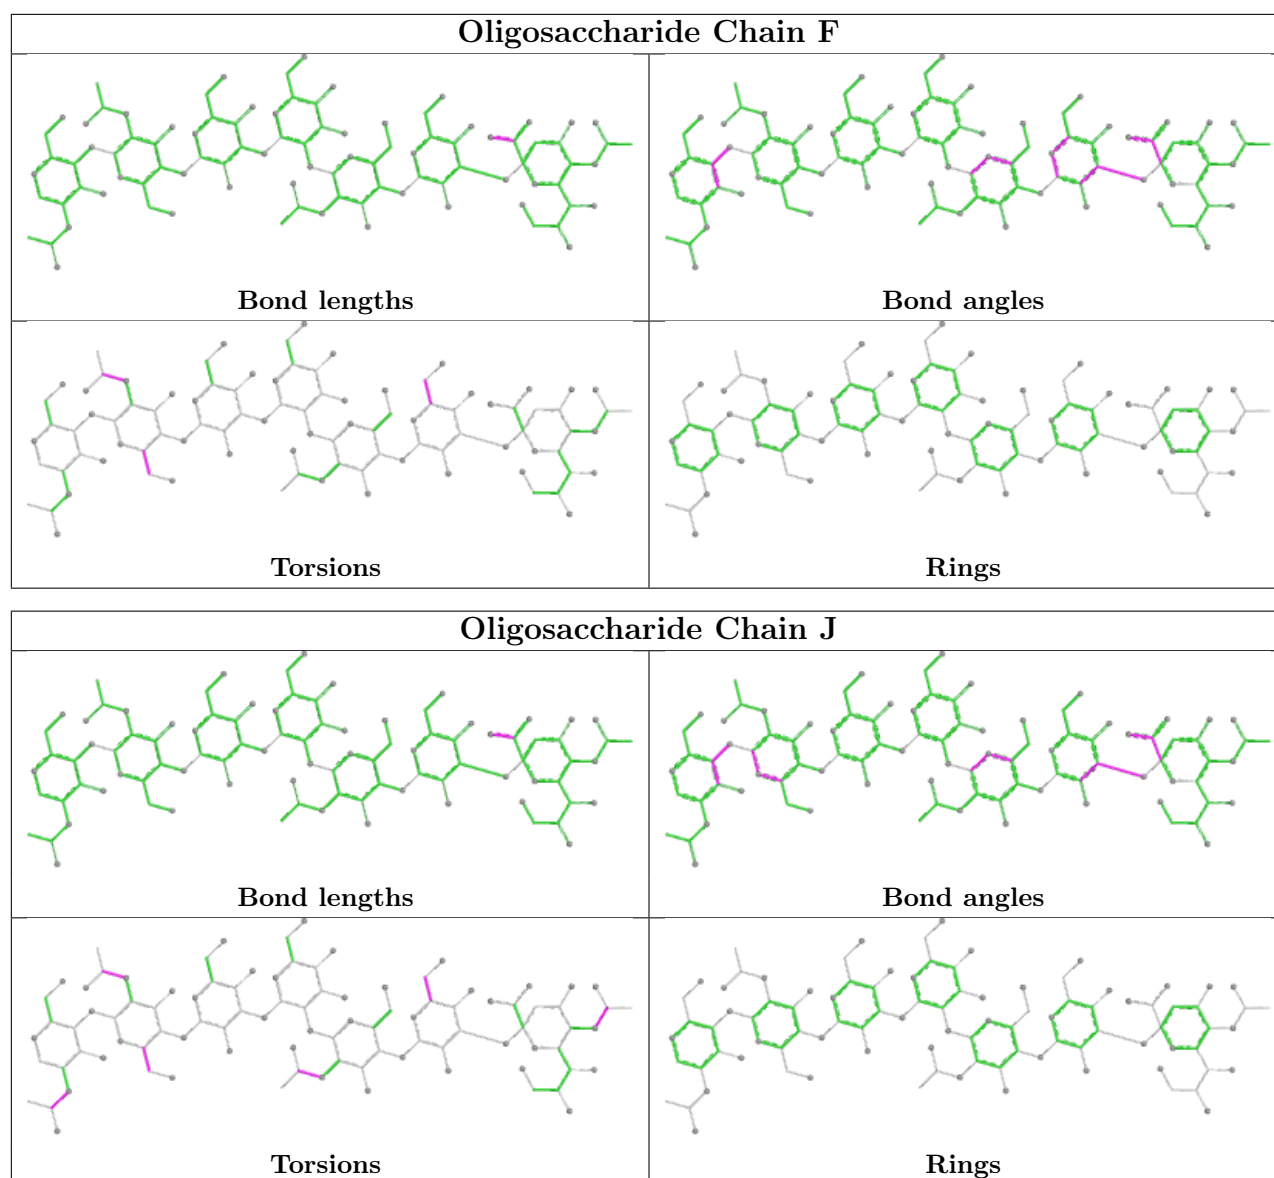 Oligosaccharide Chain F
Bond lengths
Bond angles
Torsions
Rings
Oligosaccharide Chain J
Bond lengths
Bond angles
Torsions
Rings